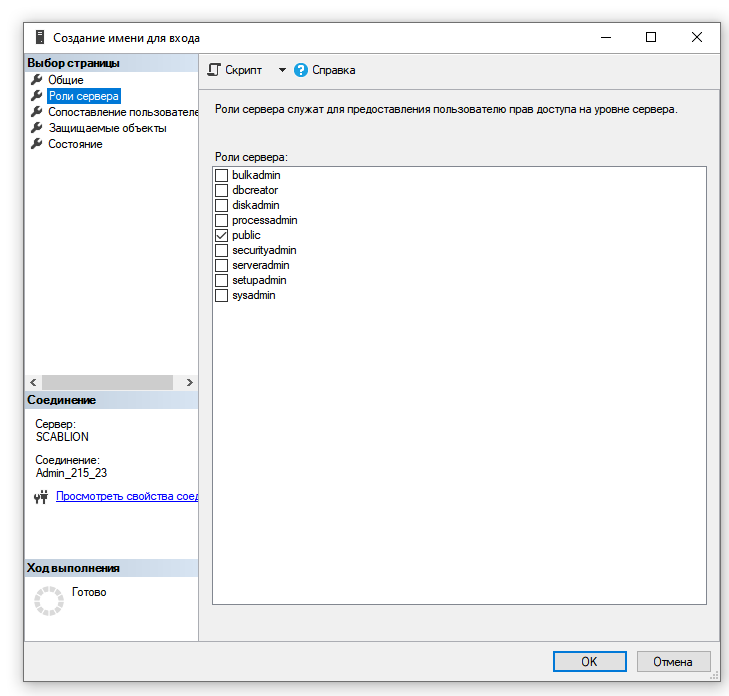 Создание имени для входа
Выбор страницы
Общие
Роли сервера
Сопоставление пользователе
Защищаемые объекты
Состояние
Скрипт
Справка
Роли сервера служат для предоставления пользователю прав доступа на уровне сервера.
Роли сервера:
bulkadmin
dbcreator
diskadmin
processadmin
public
securityadmin
serveradmin
setupadmin
sysadmin
Соединение
Сервер:
SCABLION
Соединение:
Admin_215_23
Просмотреть свойства соед
Ход выполнения
Готово
OK
Отмена